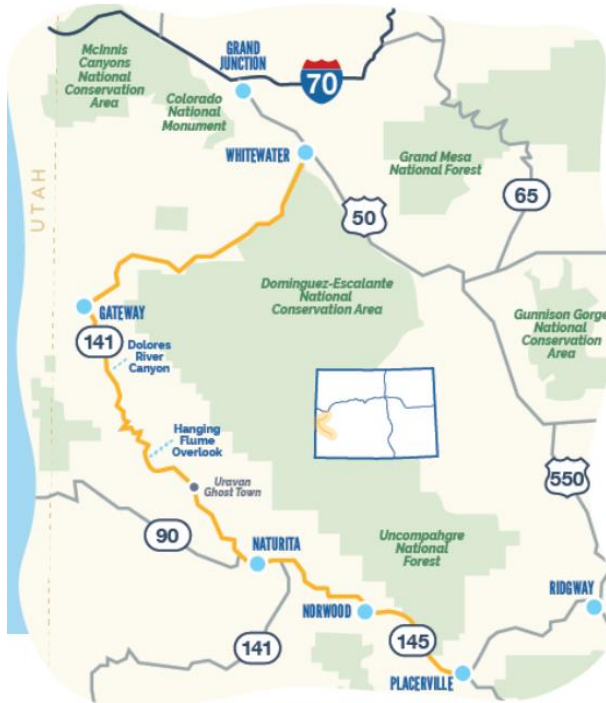 McInnis
Canyons
National
Conservation
Area
GRAND
JUNCTION
70
Colorado
National
Monument
WHITEWATER
Grand Mesa
National Forest
65
50
UTAH
Dominguez-Escalante
National
Conservation Area
GATEWAY
Gunnison Gorge
National
Conservation
Area
141
Dolores
River
Canyon
Hanging
Flume
Overlook
Uravan
Ghost Town
550
90
Uncompahgre
National
Forest
NATURITA
RIDGWAY
NORWOOD
141
145
PLACERVILLE